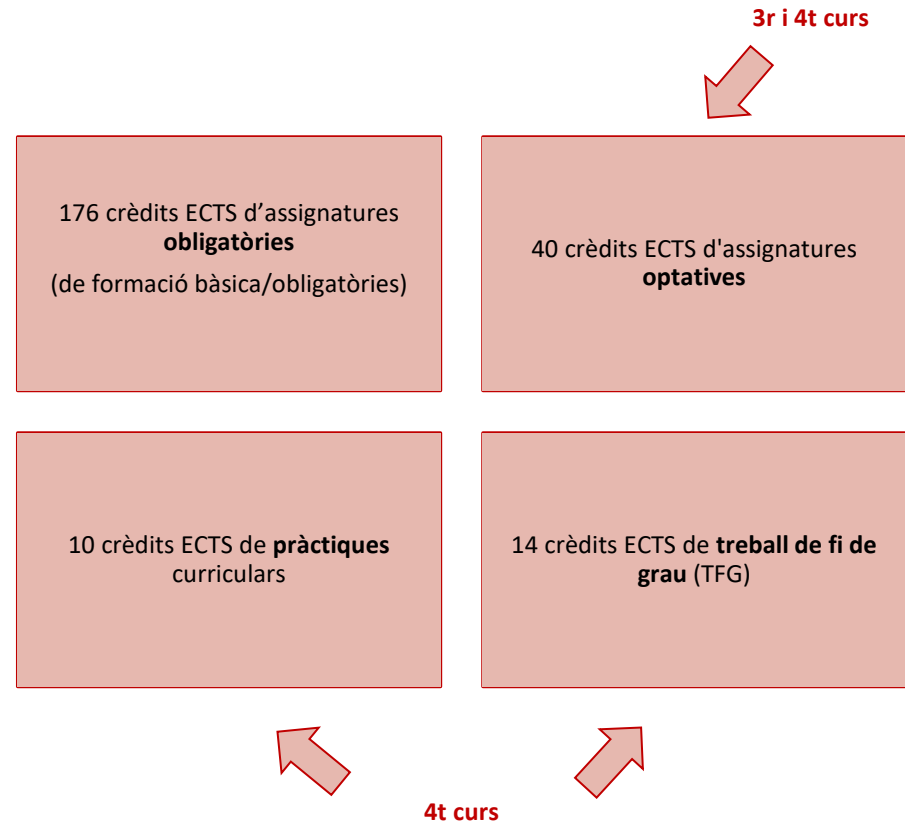 3r i 4t curs
176 crèdits ECTS d’assignatures
obligatòries
(de formació bàsica/obligatòries)
40 crèdits ECTS d'assignatures
optatives
10 crèdits ECTS de pràctiques
curriculars
14 crèdits ECTS de treball de fi de
grau (TFG)
4t curs